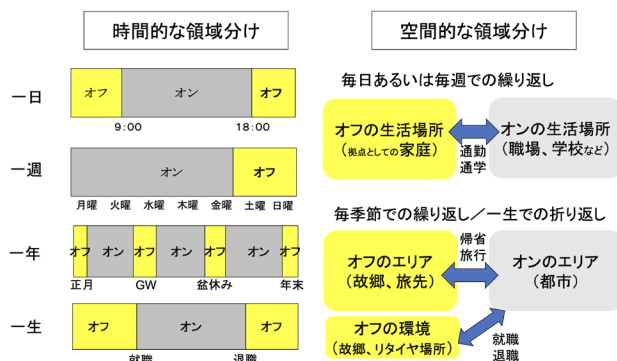 時間的な領域分け
一日
オフ オン オフ
9:00 18:00
一週
オン オフ
月曜 火曜 水曜 木曜 金曜 土曜 日曜
一年
オフ オン オフ オン オフ オン オフ
正月 GW 盆休み 年末
一生
オフ オン オフ
就職 退職
空間的な領域分け
毎日あるいは毎週での繰り返し
オフの生活場所
(拠点としての家庭)
通勤
通学
オンの生活場所
(職場、学校など)
毎季節での繰り返し/一生での折り返し
オフのエリア
(故郷、旅先)
帰省
旅行
オンのエリア
(都市)
オフの環境
(故郷、リタイヤ場所)
就職
退職